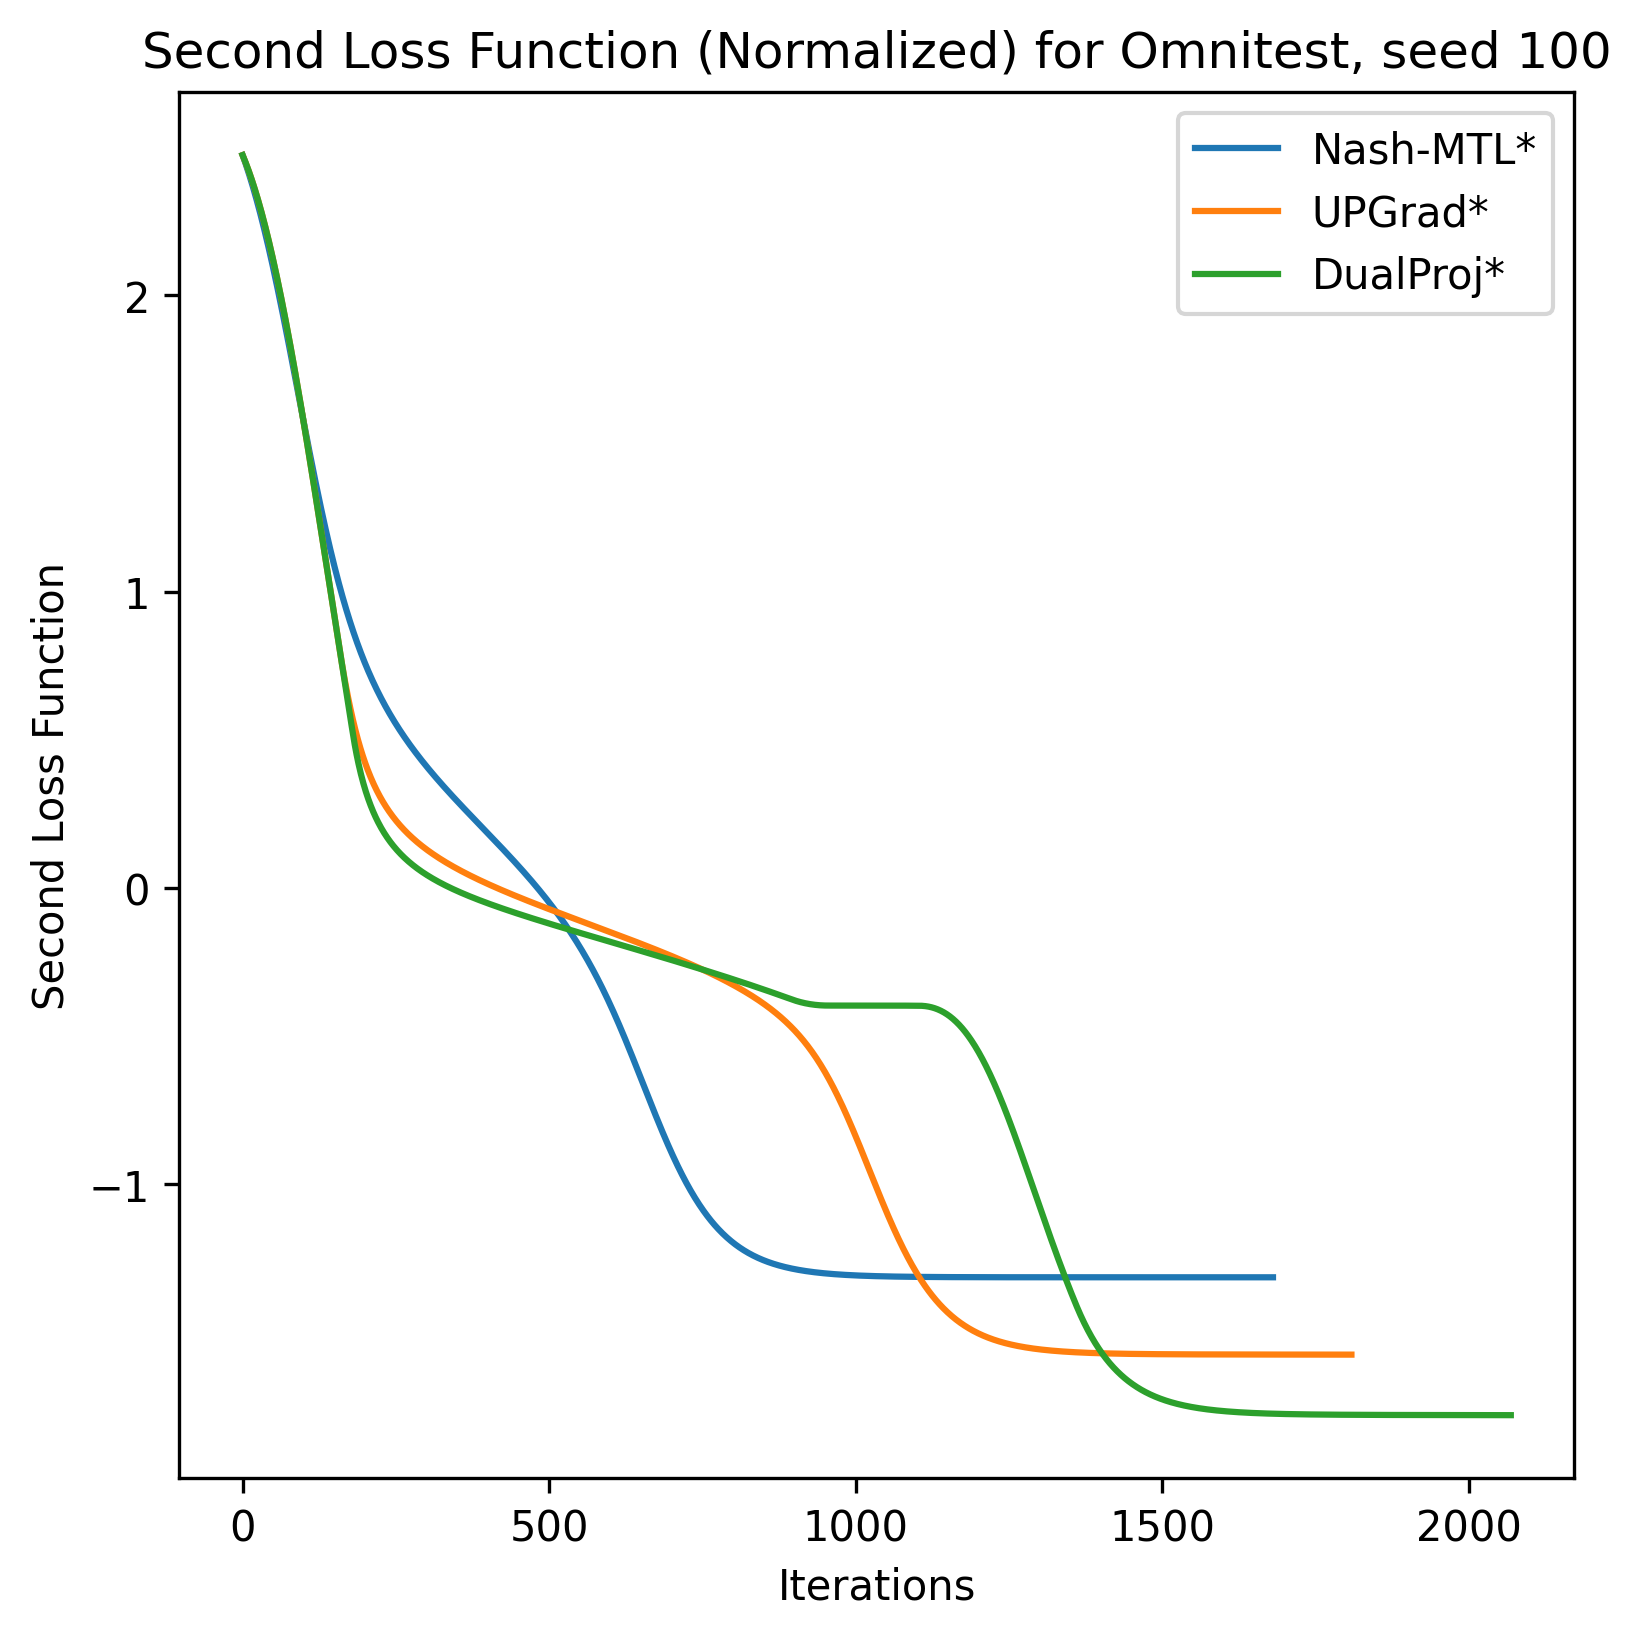 Second Loss Function (Normalized) for Omnitest, seed 100
Nash-MTL*
UPGrad*
DualProj*
Second Loss Function
2
1
0
−1
0
500
1000
1500
2000
Iterations